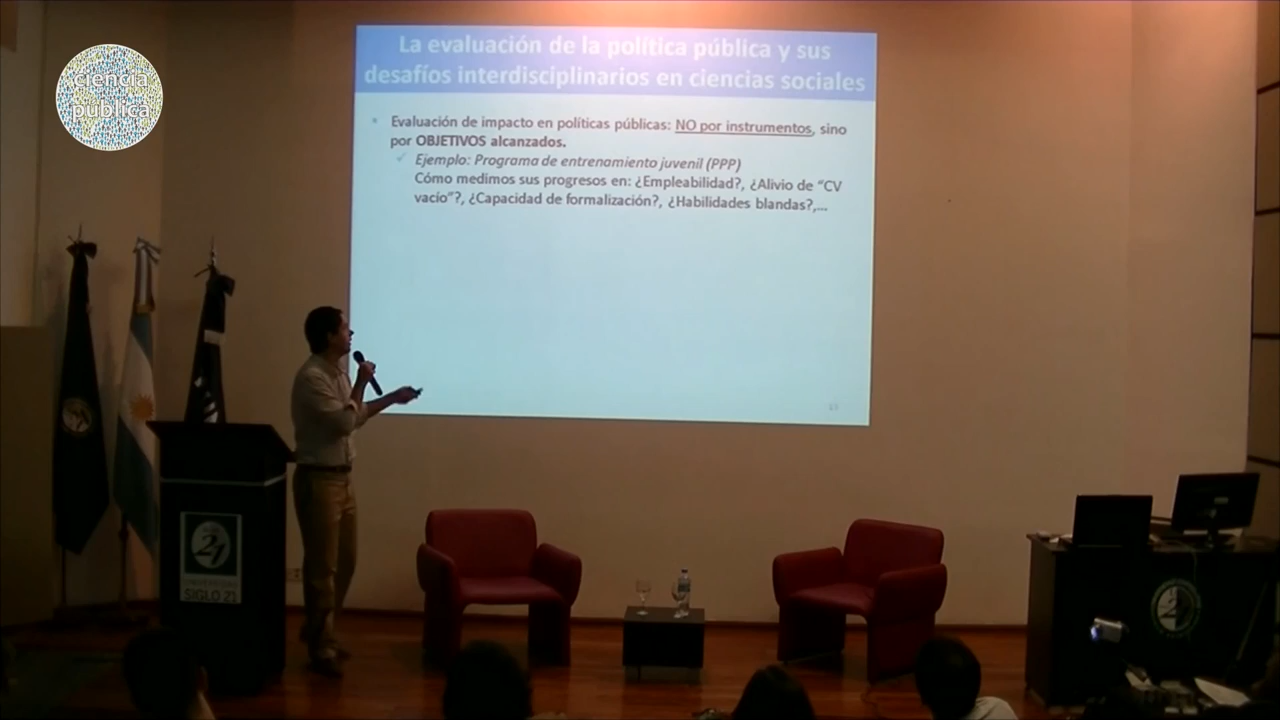 ciencia
pública
La evaluación de la política pública y sus
desafíos interdisciplinarios en ciencias sociales
Evaluación de impacto en políticas públicas: NO por instrumentos, sino
por OBJETIVOS alcanzados.
Ejemplo: Programa de entrenamiento juvenil (PPP)
Cómo medimos sus progresos en: ¿Empleabilidad?, ¿Alivio de “CV
vacío”?, ¿Capacidad de formalización?, ¿Habilidades blandas?,...
21
UNIVERSIDAD
SIGLO 21